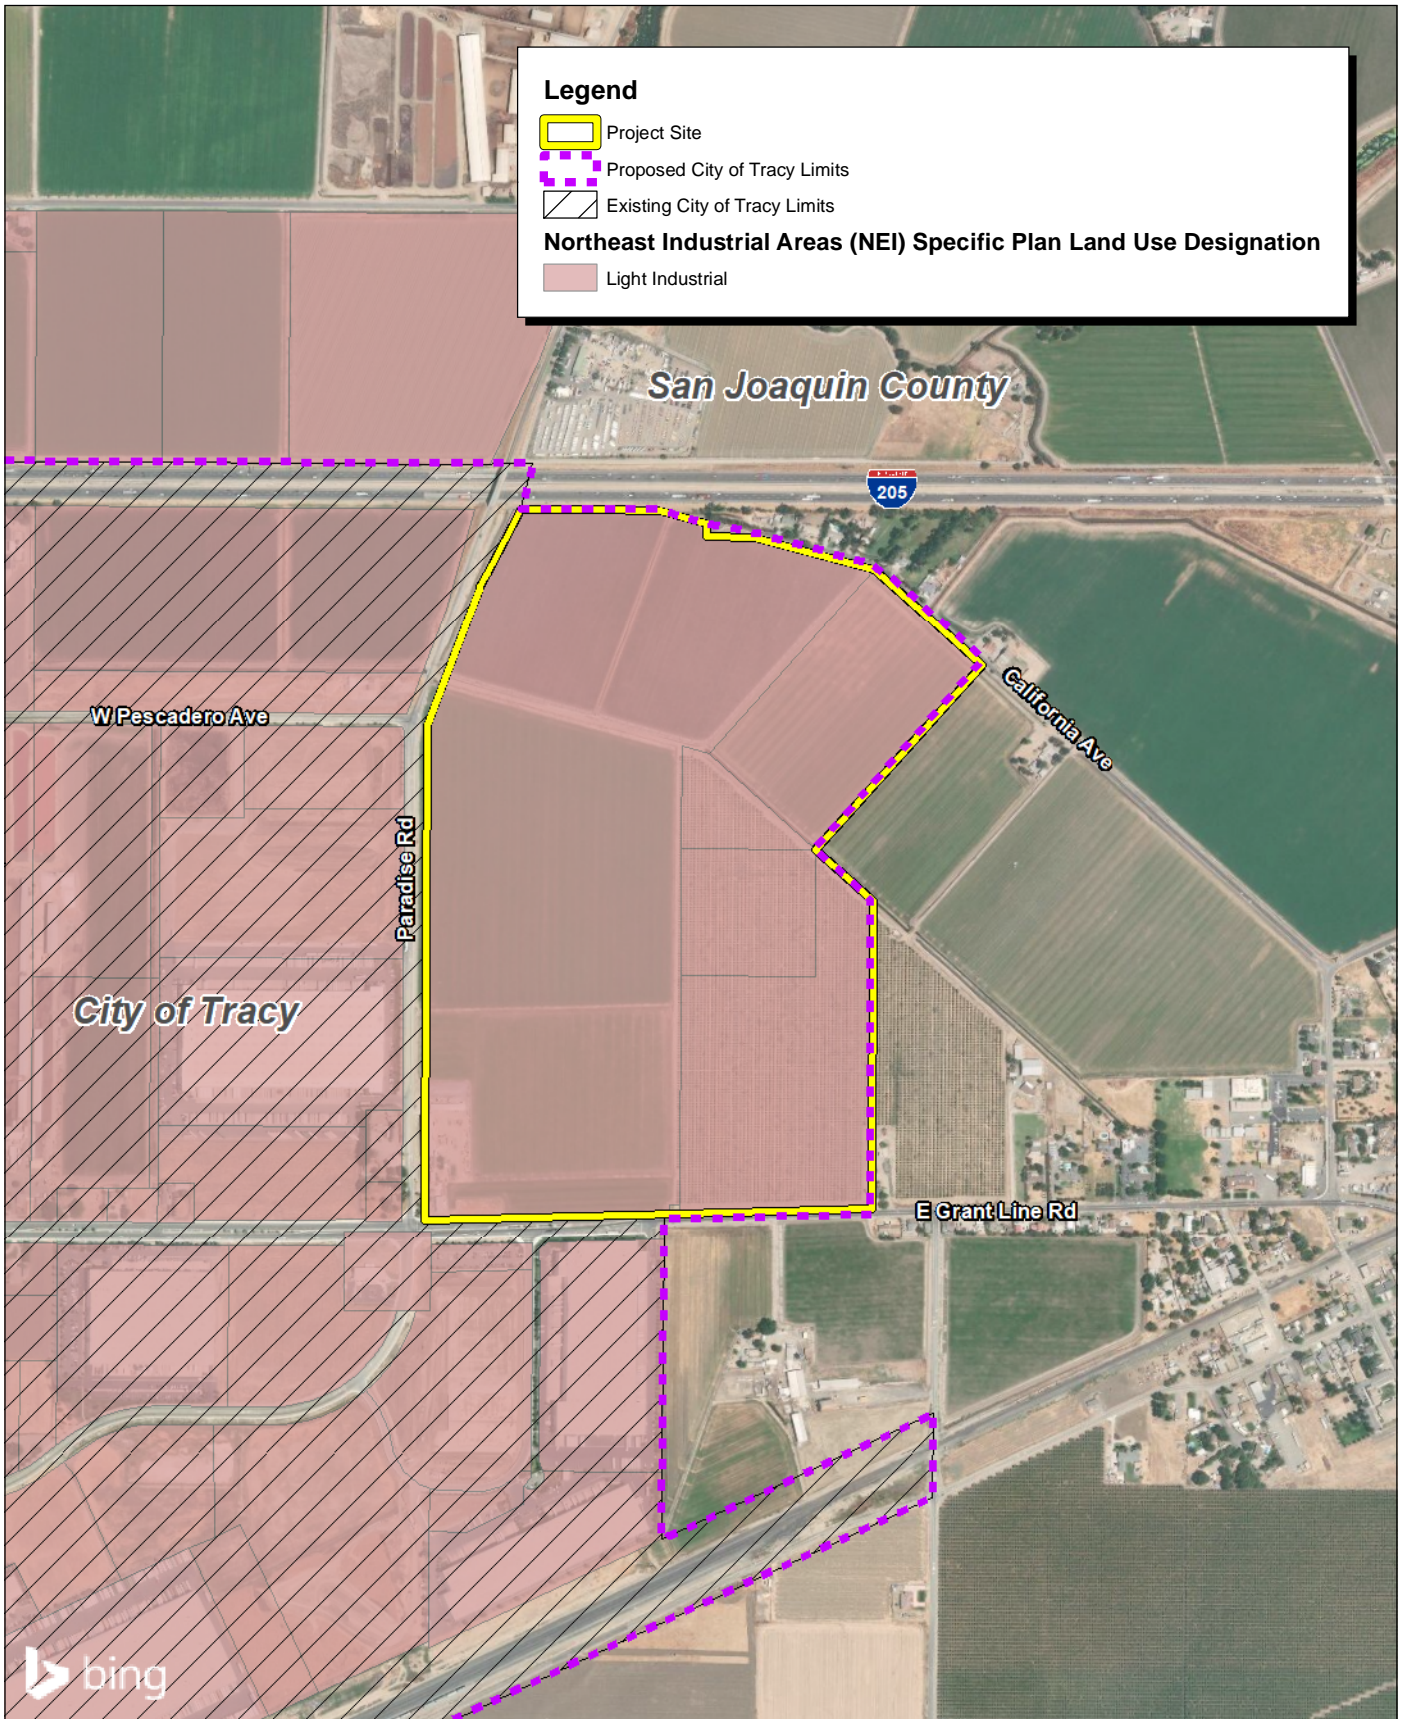 Legend
Project Site
Proposed City of Tracy Limits
Existing City of Tracy Limits
Northeast Industrial Areas (NEI) Specific Plan Land Use Designation
Light Industrial
San Joaquin County
205
California Ave
W Pescadero Ave
Paradise Rd
City of Tracy
E Grant Line Rd
bing